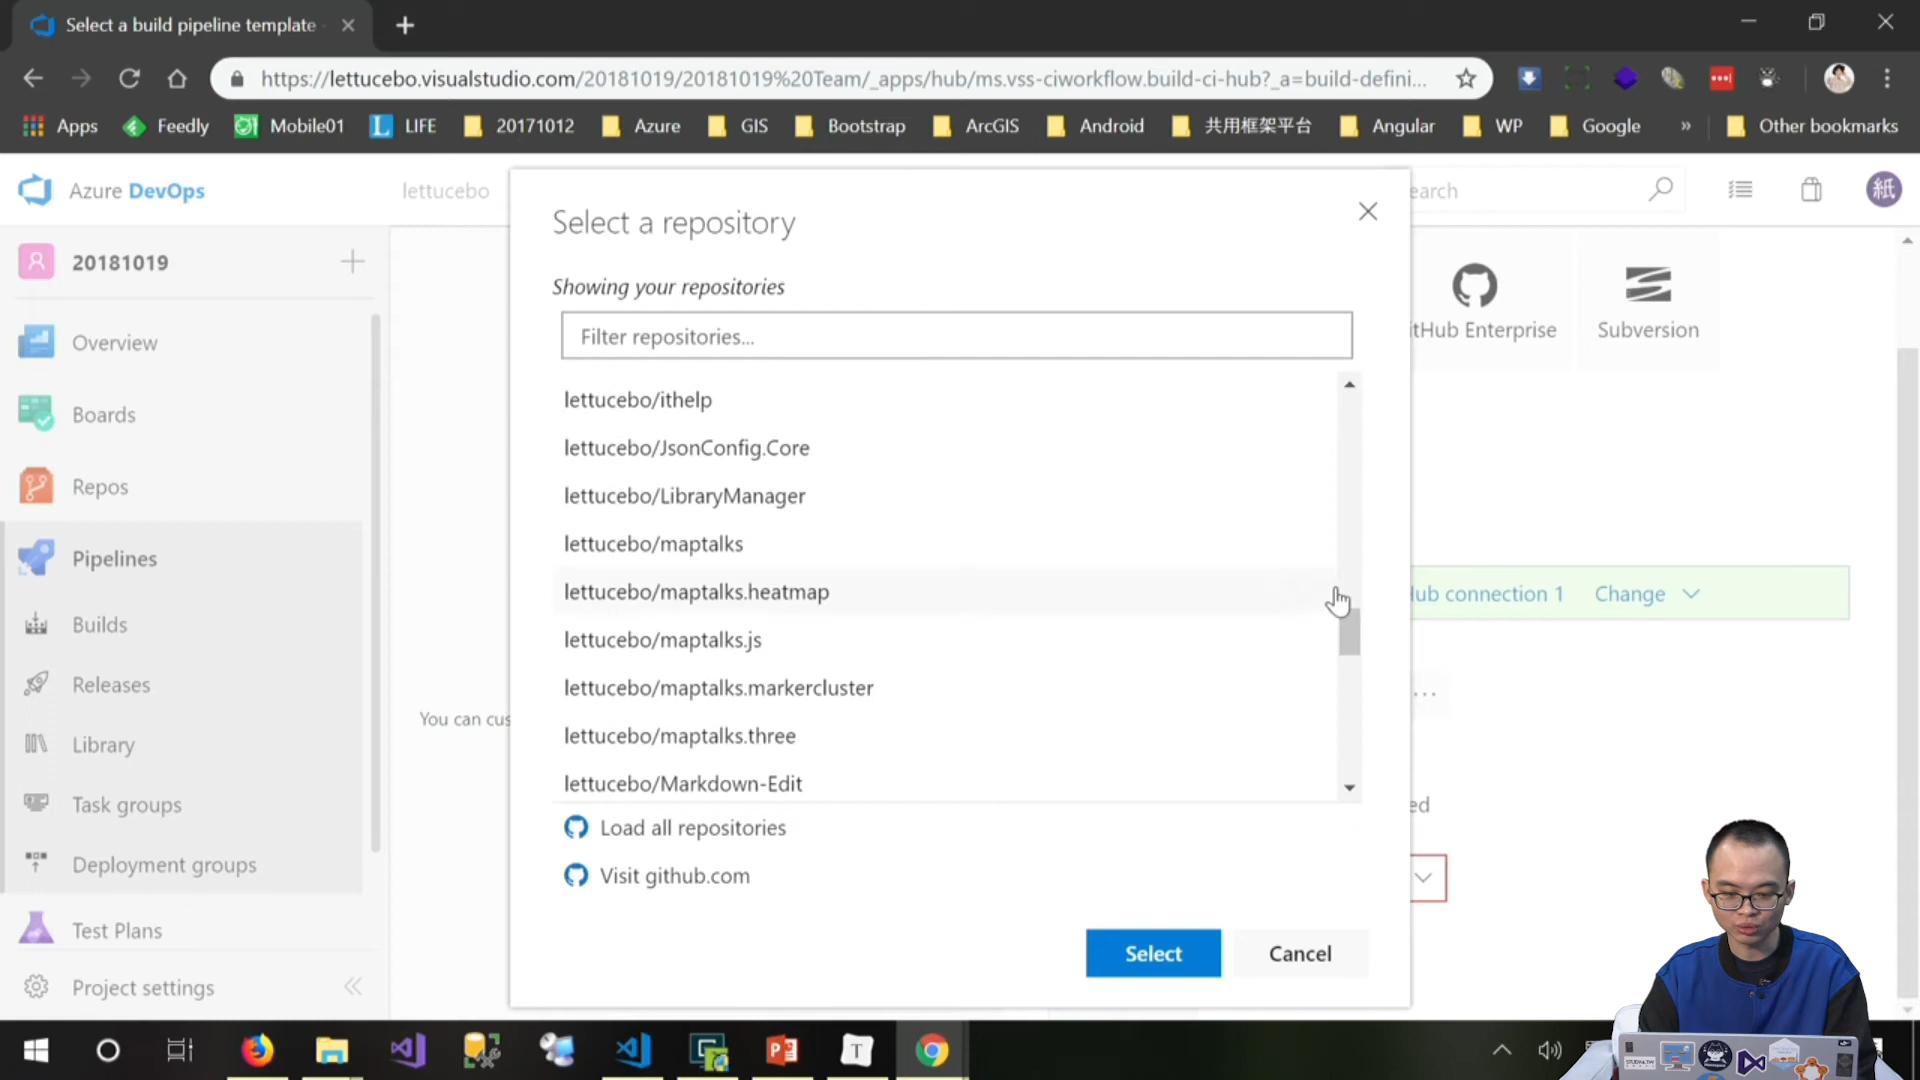 Select a build pipeline template
https://lettucebo.visualstudio.com/20181019/20181019%20Team/_apps/hub/ms.vss-ciworkflow.build-ci-hub?_a=build-defini...
Apps Feedly Mobile01 LIFE 20171012 Azure GIS Bootstrap ArcGIS Android 共用框架平台 Angular WP Google » Other bookmarks
Azure DevOps lettucebo earch 紙
20181019
Overview
Boards
Repos
Pipelines
Builds
Releases
Library
Task groups
Deployment groups
Test Plans
Project settings
You can cus
Select a repository
Showing your repositories
Filter repositories...
lettucebo/ithelp
lettucebo/JsonConfig.Core
lettucebo/LibraryManager
lettucebo/maptalks
lettucebo/maptalks.heatmap
lettucebo/maptalks.js
lettucebo/maptalks.markercluster
lettucebo/maptalks.three
lettucebo/Markdown-Edit
Load all repositories
Visit github.com
Select Cancel
itHub Enterprise Subversion
Hub connection 1 Change
...
ed